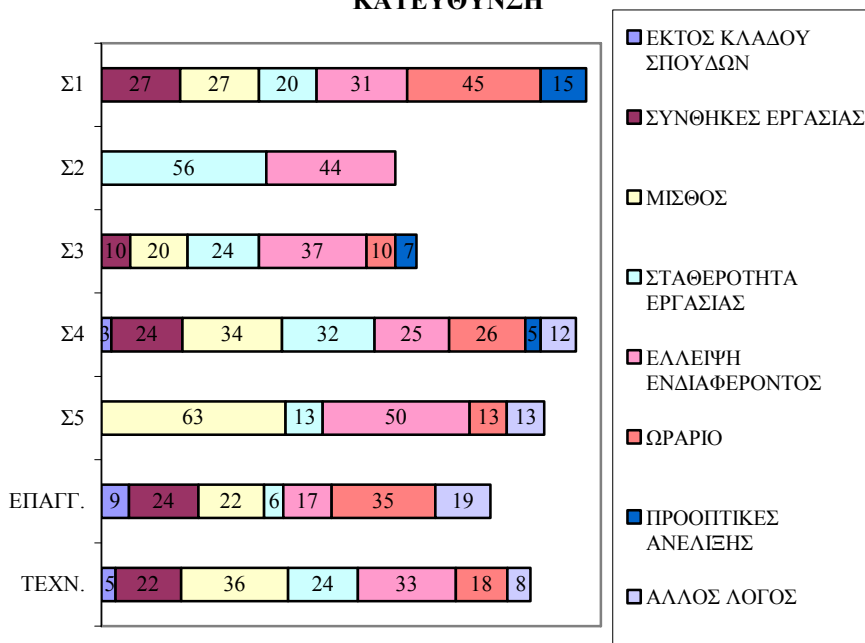 ΚΑΤΕΥΘΥΝΣΗ
Σ1 27 27 20 31 45 15
Σ2 56 44
Σ3 10 20 24 37 10 7
Σ4 3 24 34 32 25 26 5 12
Σ5 63 13 50 13 13
ΕΠΑΓΓ. 9 24 22 6 17 35 19
ΤΕΧΝ. 5 22 36 24 33 18 8
ΕΚΤΟΣ ΚΛΑΔΟΥ
ΣΠΟΥΔΩΝ
ΣΥΝΘΗΚΕΣ ΕΡΓΑΣΙΑΣ
ΜΙΣΘΟΣ
ΣΤΑΘΕΡΟΤΗΤΑ
ΕΡΓΑΣΙΑΣ
ΕΛΛΕΙΨΗ
ΕΝΔΙΑΦΕΡΟΝΤΟΣ
ΩΡΑΡΙΟ
ΠΡΟΟΠΤΙΚΕΣ
ΑΝΕΛΙΞΗΣ
ΑΛΛΟΣ ΛΟΓΟΣ